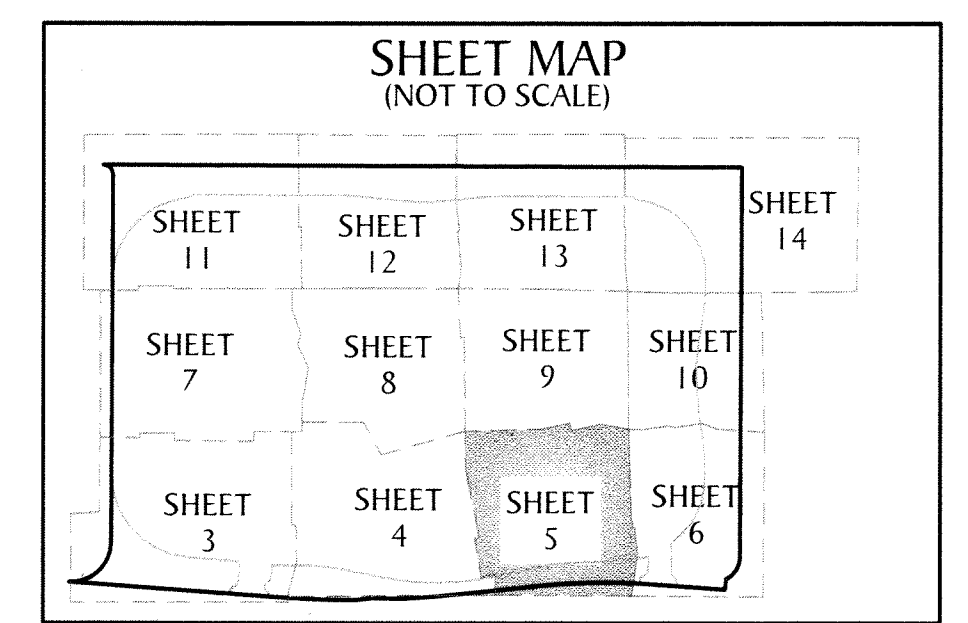 SHEET MAP
(NOT TO SCALE)
SHEET
11
SHEET
12
SHEET
13
SHEET
14
SHEET
7
SHEET
8
SHEET
9
SHEET
10
SHEET
3
SHEET
4
SHEET
5
SHEET
6